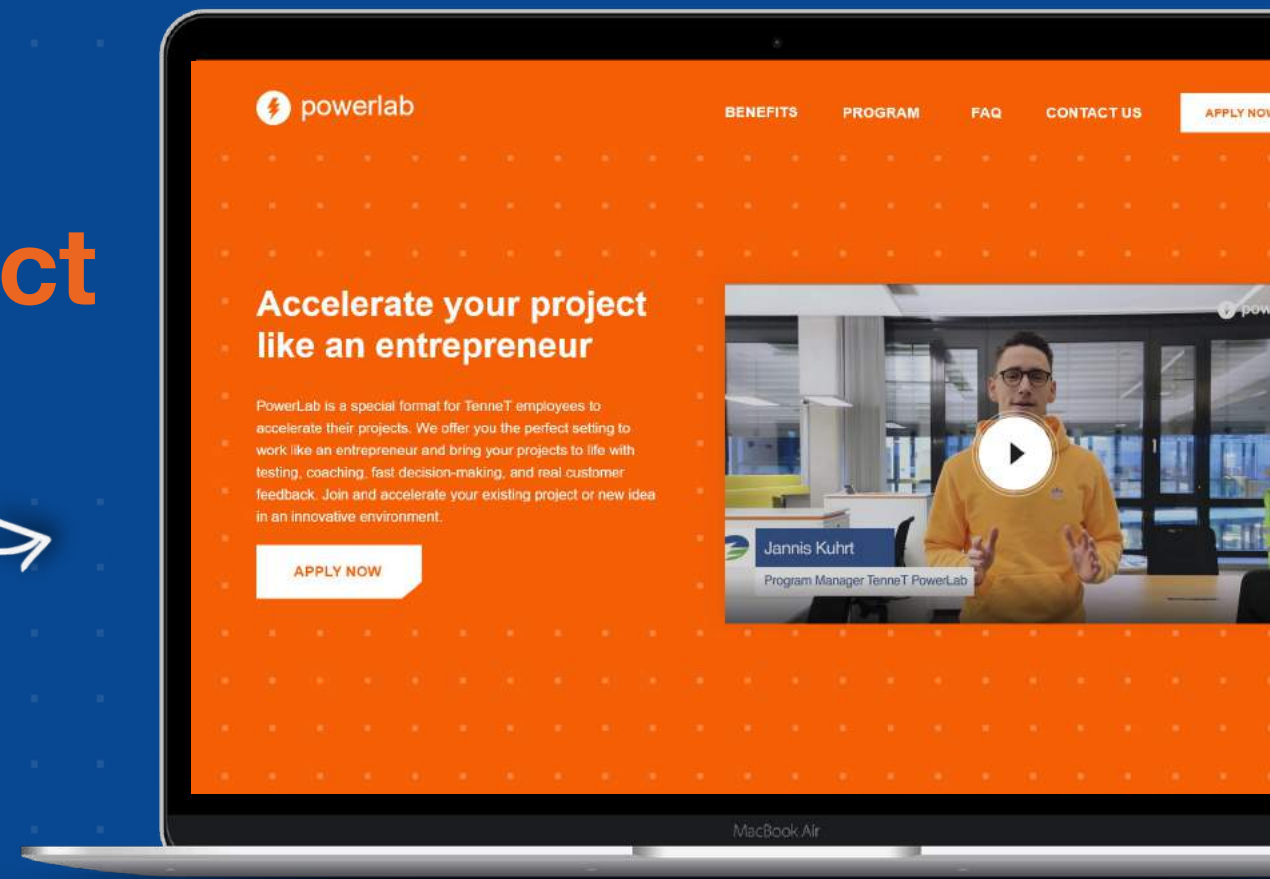 ct
powerlab
BENEFITS PROGRAM FAQ CONTACT US APPLY NOW
Accelerate your project
like an entrepreneur
PowerLab is a special format for TenneT employees to
accelerate their projects. We offer you the perfect setting to
work like an entrepreneur and bring your projects to life with
testing, coaching, fast decision-making, and real customer
feedback. Join and accelerate your existing project or new idea
in an innovative environment.
APPLY NOW
pow
Jannis Kuhrt
Program Manager TenneT PowerLab
MacBook Air